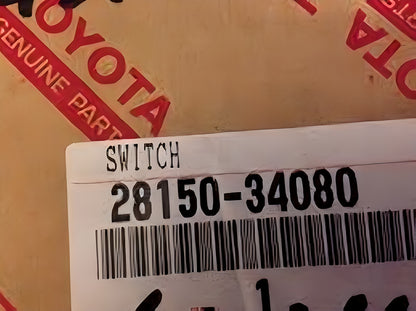 TOYOTA
GENUINE PARTS
TOYOTA
SWITCH
28150-34080